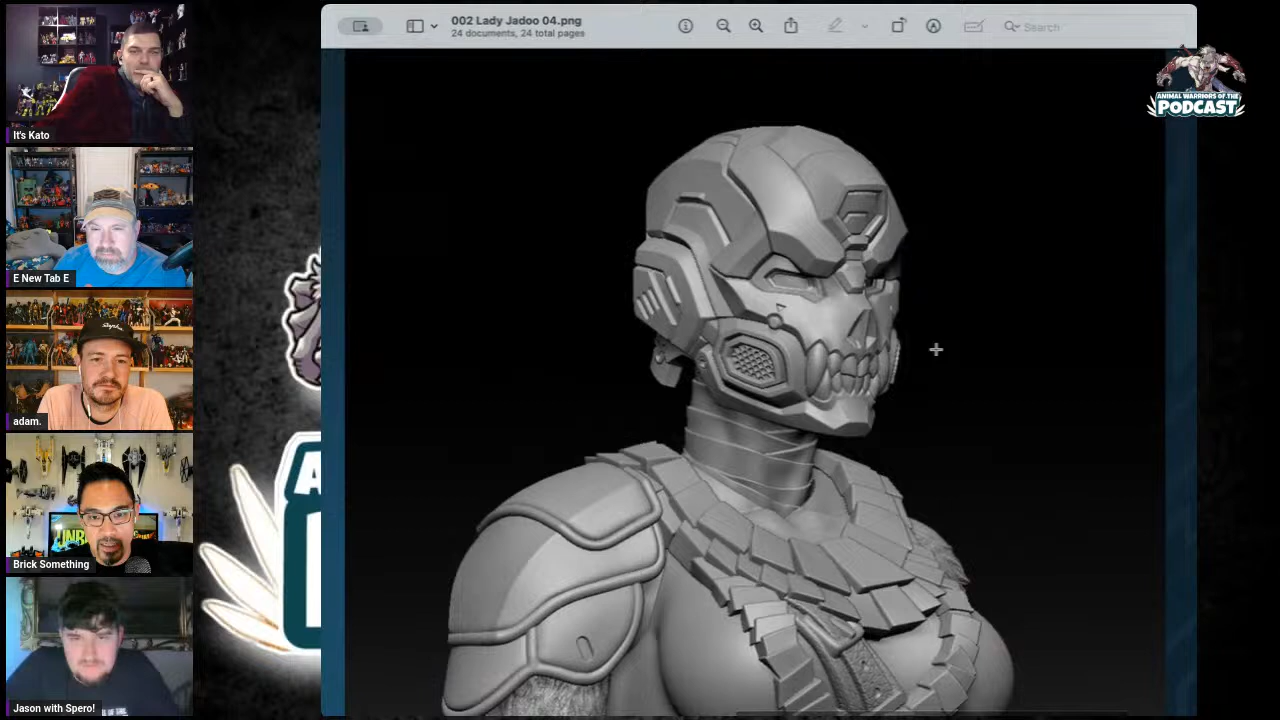 It's Kato
E New Tab E
adam.
Brick Something
Jason with Spero!
002 Lady Jadoo 04.png
24 documents, 24 total pages
Search
ANIMAL WARRIORS OF THE
PODCAST